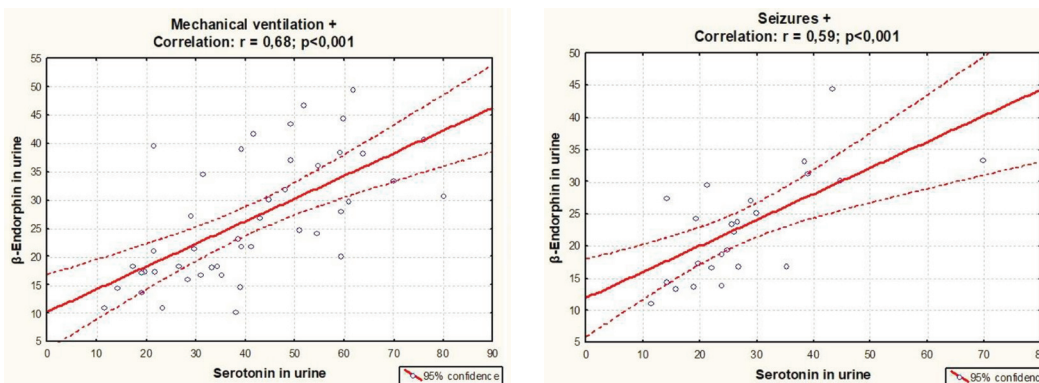 Mechanical ventilation +
Correlation: r = 0,68; p<0,001
β-Endorphin in urine
55
50
45
40
35
30
25
20
15
10
5
0 10 20 30 40 50 60 70 80 90
Serotonin in urine
95% confidence
Seizures +
Correlation: r = 0,59; p<0,001
β-Endorphin in urine
50
45
40
35
30
25
20
15
10
5
0 10 20 30 40 50 60 70 80
Serotonin in urine
95% confidenc